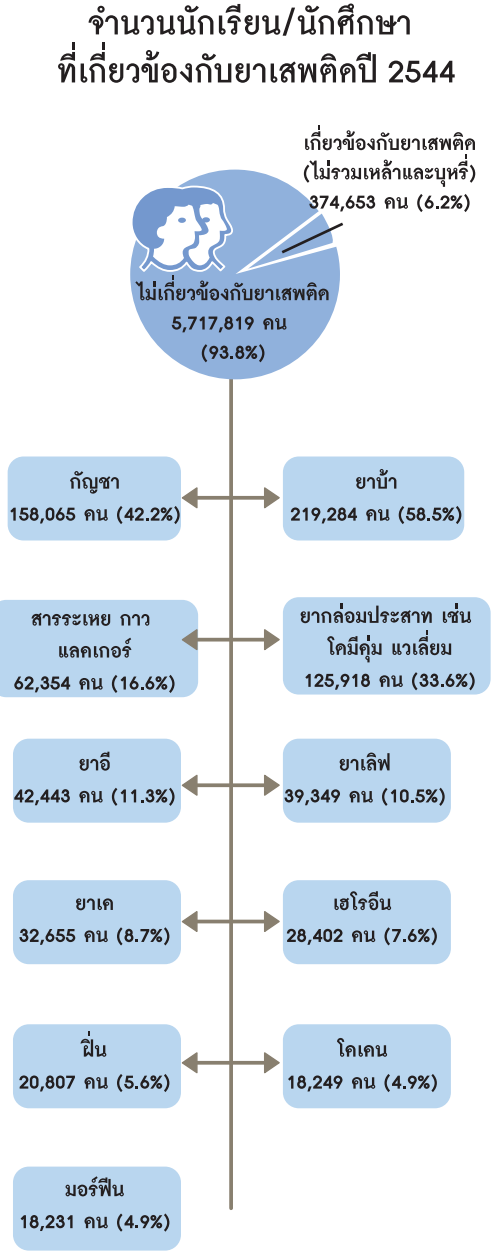 จำนวนนักเรียน/นักศึกษา
ที่เกี่ยวข้องกับยาเสพติดปี 2544
เกี่ยวข้องกับยาเสพติด
(ไม่รวมเหล้าและบุหรี่)
374,653 คน (6.2%)
ไม่เกี่ยวข้องกับยาเสพติด
5,717,819 คน
(93.8%)
กัญชา
158,065 คน (42.2%)
ยาบ้า
219,284 คน (58.5%)
สารระเหย กาว
แลคเกอร์
62,354 คน (16.6%)
ยากล่อมประสาท เช่น
โดมีคุ่ม แวเลี่ยม
125,918 คน (33.6%)
ยาอี
42,443 คน (11.3%)
ยาเลิฟ
39,349 คน (10.5%)
ยาเค
32,655 คน (8.7%)
เฮโรอีน
28,402 คน (7.6%)
ฝิ่น
20,807 คน (5.6%)
โคเคน
18,249 คน (4.9%)
มอร์ฟีน
18,231 คน (4.9%)